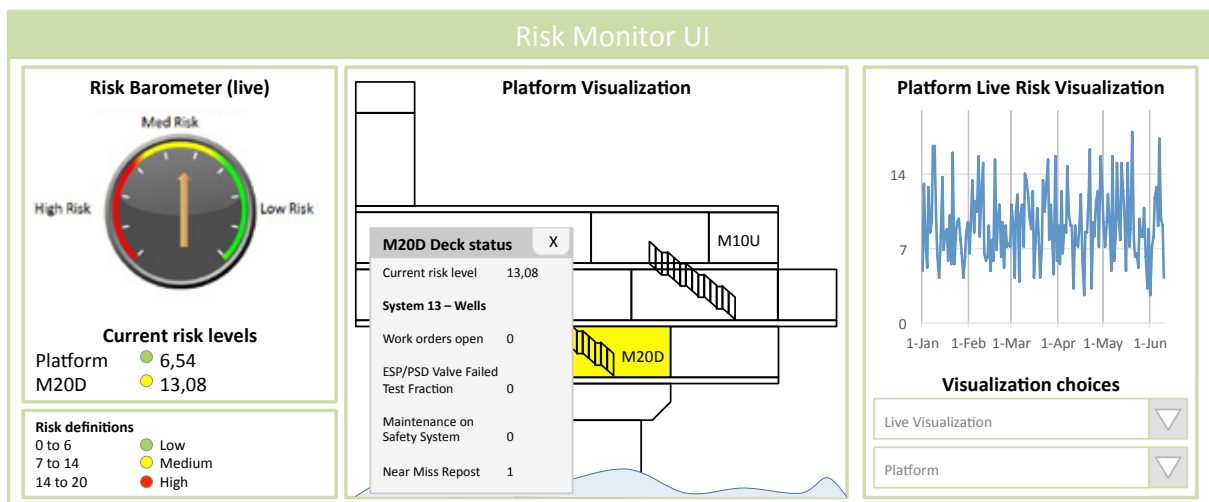 Risk Monitor UI
Risk Barometer (live)
Med Risk
High Risk
Low Risk
Current risk levels
Platform 6,54
M20D 13,08
Risk definitions
0 to 6 Low
7 to 14 Medium
14 to 20 High
Platform Visualization
M10U
M20D
M20D Deck status X
Current risk level 13,08
System 13 – Wells
Work orders open 0
ESP/PSD Valve Failed
Test Fraction 0
Maintenance on
Safety System 0
Near Miss Repost 1
Platform Live Risk Visualization
14
7
0
1-Jan 1-Feb 1-Mar 1-Apr 1-May 1-Jun
Visualization choices
Live Visualization
Platform